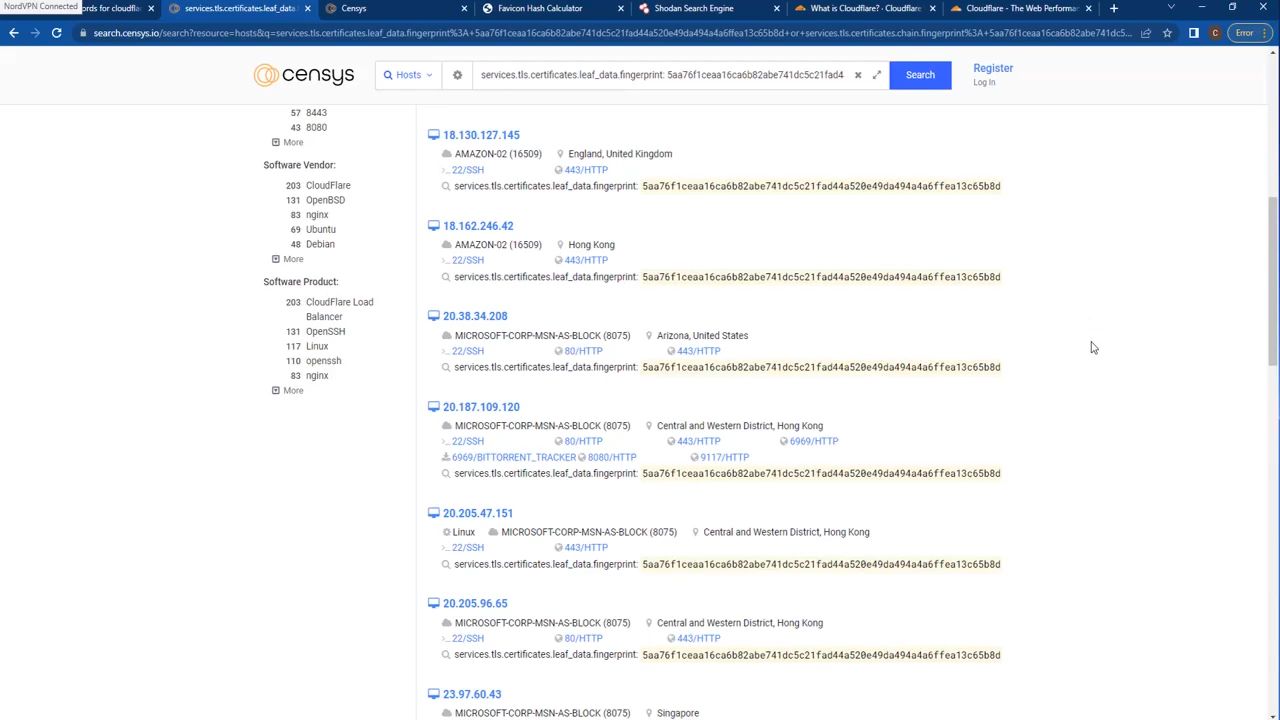 NordVPN Connected
rds for cloudflare.
services.tls.certificates.leaf_data.
Censys
Favicon Hash Calculator
Shodan Search Engine
What is Cloudflare? - Cloudflare
Cloudflare - The Web Performan
search.censys.io/search?resource=hosts&q=services.tls.certificates.leaf_data.fingerprint%3A+5aa76f1ceaa16ca6b82abe741dc5c21fad44a520e49da494a4a6ffea13c65b8d+or+services.tls.certificates.chain.fingerprint%3A+5aa76f1ceaa16ca6b82abe741dc5...
C
Error
censys
Hosts
services.tls.certificates.leaf_data.fingerprint: 5aa76f1ceaa16ca6b82abe741dc5c21fad4
Search
Register
Log In
57 8443
43 8080
More
Software Vendor:
203 CloudFlare
131 OpenBSD
83 nginx
69 Ubuntu
48 Debian
More
Software Product:
203 CloudFlare Load
Balancer
131 OpenSSH
117 Linux
110 openssh
83 nginx
More
18.130.127.145
AMAZON-02 (16509) England, United Kingdom
22/SSH 443/HTTP
services.tls.certificates.leaf_data.fingerprint: 5aa76f1ceaa16ca6b82abe741dc5c21fad44a520e49da494a4a6ffea13c65b8d
18.162.246.42
AMAZON-02 (16509) Hong Kong
22/SSH 443/HTTP
services.tls.certificates.leaf_data.fingerprint: 5aa76f1ceaa16ca6b82abe741dc5c21fad44a520e49da494a4a6ffea13c65b8d
20.38.34.208
MICROSOFT-CORP-MSN-AS-BLOCK (8075) Arizona, United States
22/SSH 80/HTTP 443/HTTP
services.tls.certificates.leaf_data.fingerprint: 5aa76f1ceaa16ca6b82abe741dc5c21fad44a520e49da494a4a6ffea13c65b8d
20.187.109.120
MICROSOFT-CORP-MSN-AS-BLOCK (8075) Central and Western District, Hong Kong
22/SSH 80/HTTP 443/HTTP 6969/HTTP
6969/BITTORRENT_TRACKER 8080/HTTP 9117/HTTP
services.tls.certificates.leaf_data.fingerprint: 5aa76f1ceaa16ca6b82abe741dc5c21fad44a520e49da494a4a6ffea13c65b8d
20.205.47.151
Linux MICROSOFT-CORP-MSN-AS-BLOCK (8075) Central and Western District, Hong Kong
22/SSH 443/HTTP
services.tls.certificates.leaf_data.fingerprint: 5aa76f1ceaa16ca6b82abe741dc5c21fad44a520e49da494a4a6ffea13c65b8d
20.205.96.65
MICROSOFT-CORP-MSN-AS-BLOCK (8075) Central and Western District, Hong Kong
22/SSH 80/HTTP 443/HTTP
services.tls.certificates.leaf_data.fingerprint: 5aa76f1ceaa16ca6b82abe741dc5c21fad44a520e49da494a4a6ffea13c65b8d
23.97.60.43
MICROSOFT-CORP-MSN-AS-BLOCK (8075) Singapore